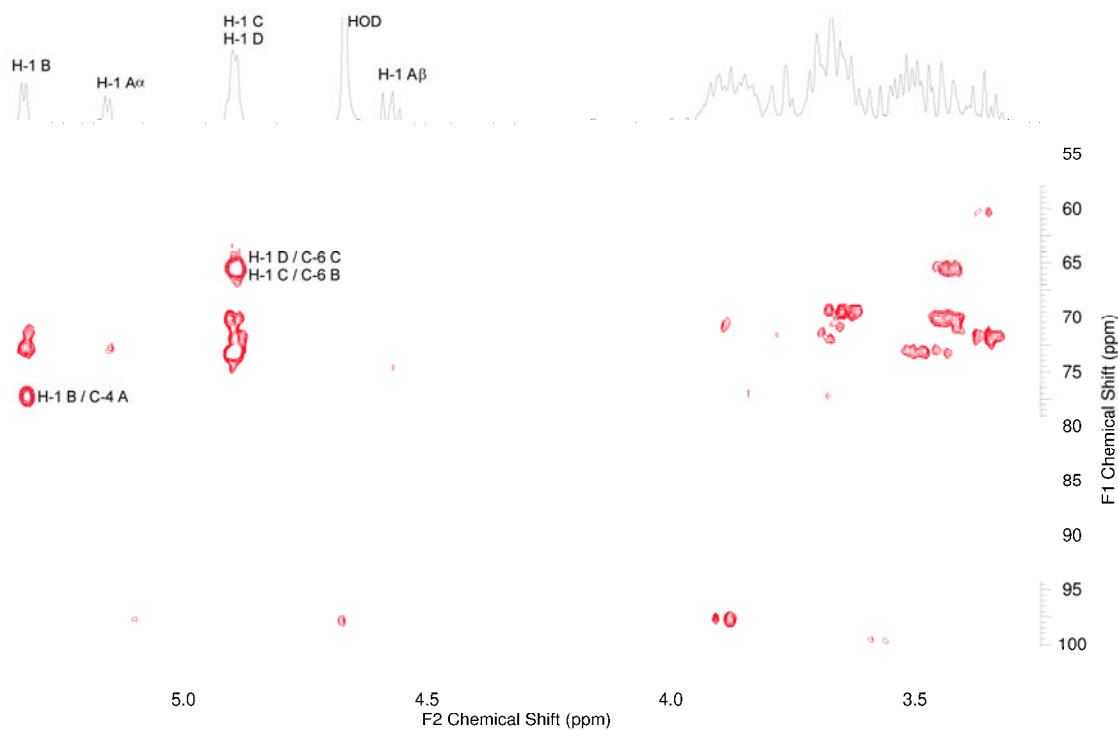 H-1 C
H-1 D
HOD
H-1 B
H-1 Aα
H-1 Aβ
55
60
H-1 D / C-6 C
H-1 C / C-6 B
65
70
75
H-1 B / C-4 A
80
85
90
95
100
F1 Chemical Shift (ppm)
5.0
4.5
4.0
3.5
F2 Chemical Shift (ppm)